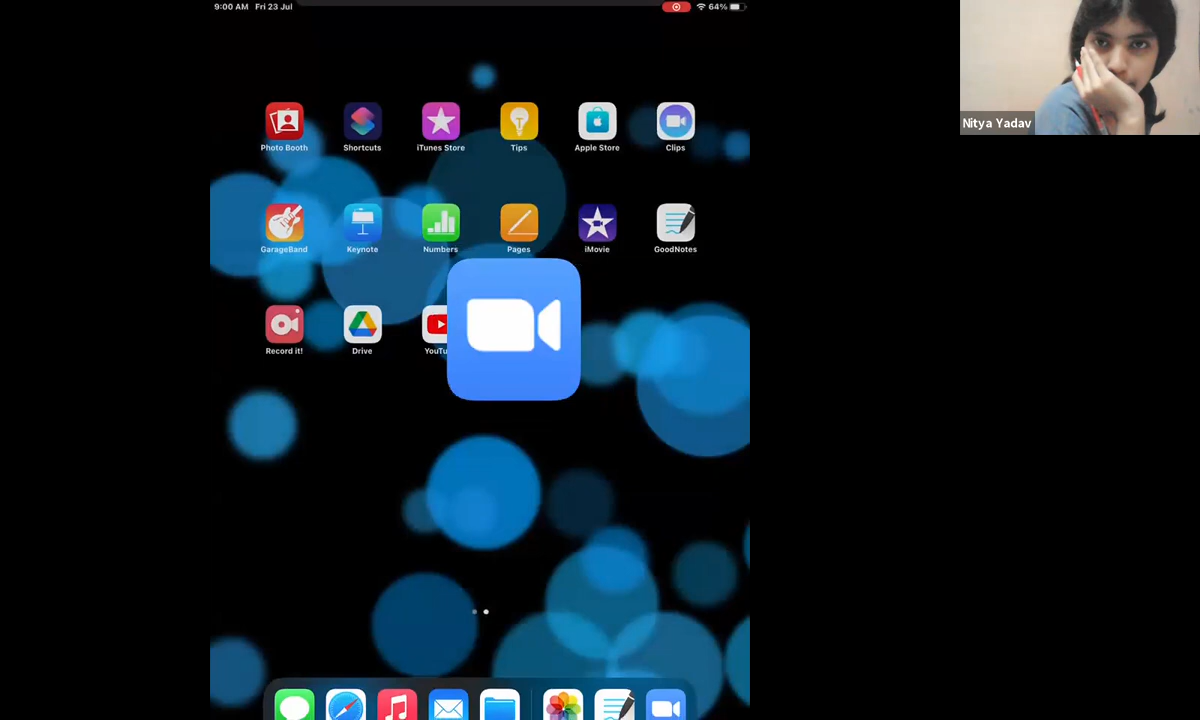 9:00 AM Fri 23 Jul
64%
Photo Booth
Shortcuts
iTunes Store
Tips
Apple Store
Clips
GarageBand
Keynote
Numbers
Pages
iMovie
GoodNotes
Record it!
Drive
Nitya Yadav